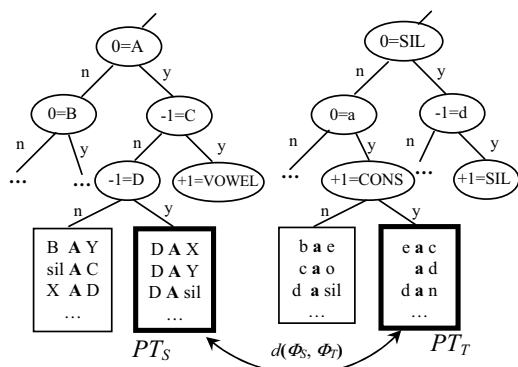 0=A
n
y
0=B
-1=C
n
y
n
y
...
...
-1=D
+1=VOWEL
n
y
B A Y
sil A C
X A D
...
D A X
D A Y
D A sil
...
PT_S
0=SIL
n
y
0=a
-1=d
n
y
n
y
...
+1=CONS
...
+1=SIL
n
y
b a e
c a o
d a sil
...
e a c
a d
d a n
...
PT_T
d(Φ_S, Φ_T)